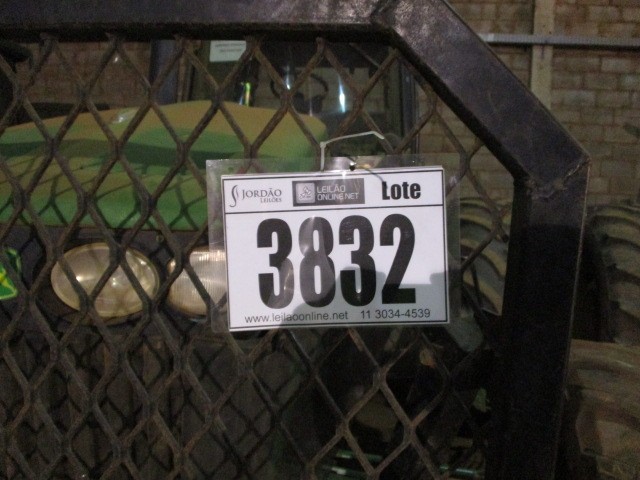 JORDÃO LEILÕES LEILÃO ONLINE.NET Lote
3832
www.leilaoonline.net 11 3034-4539